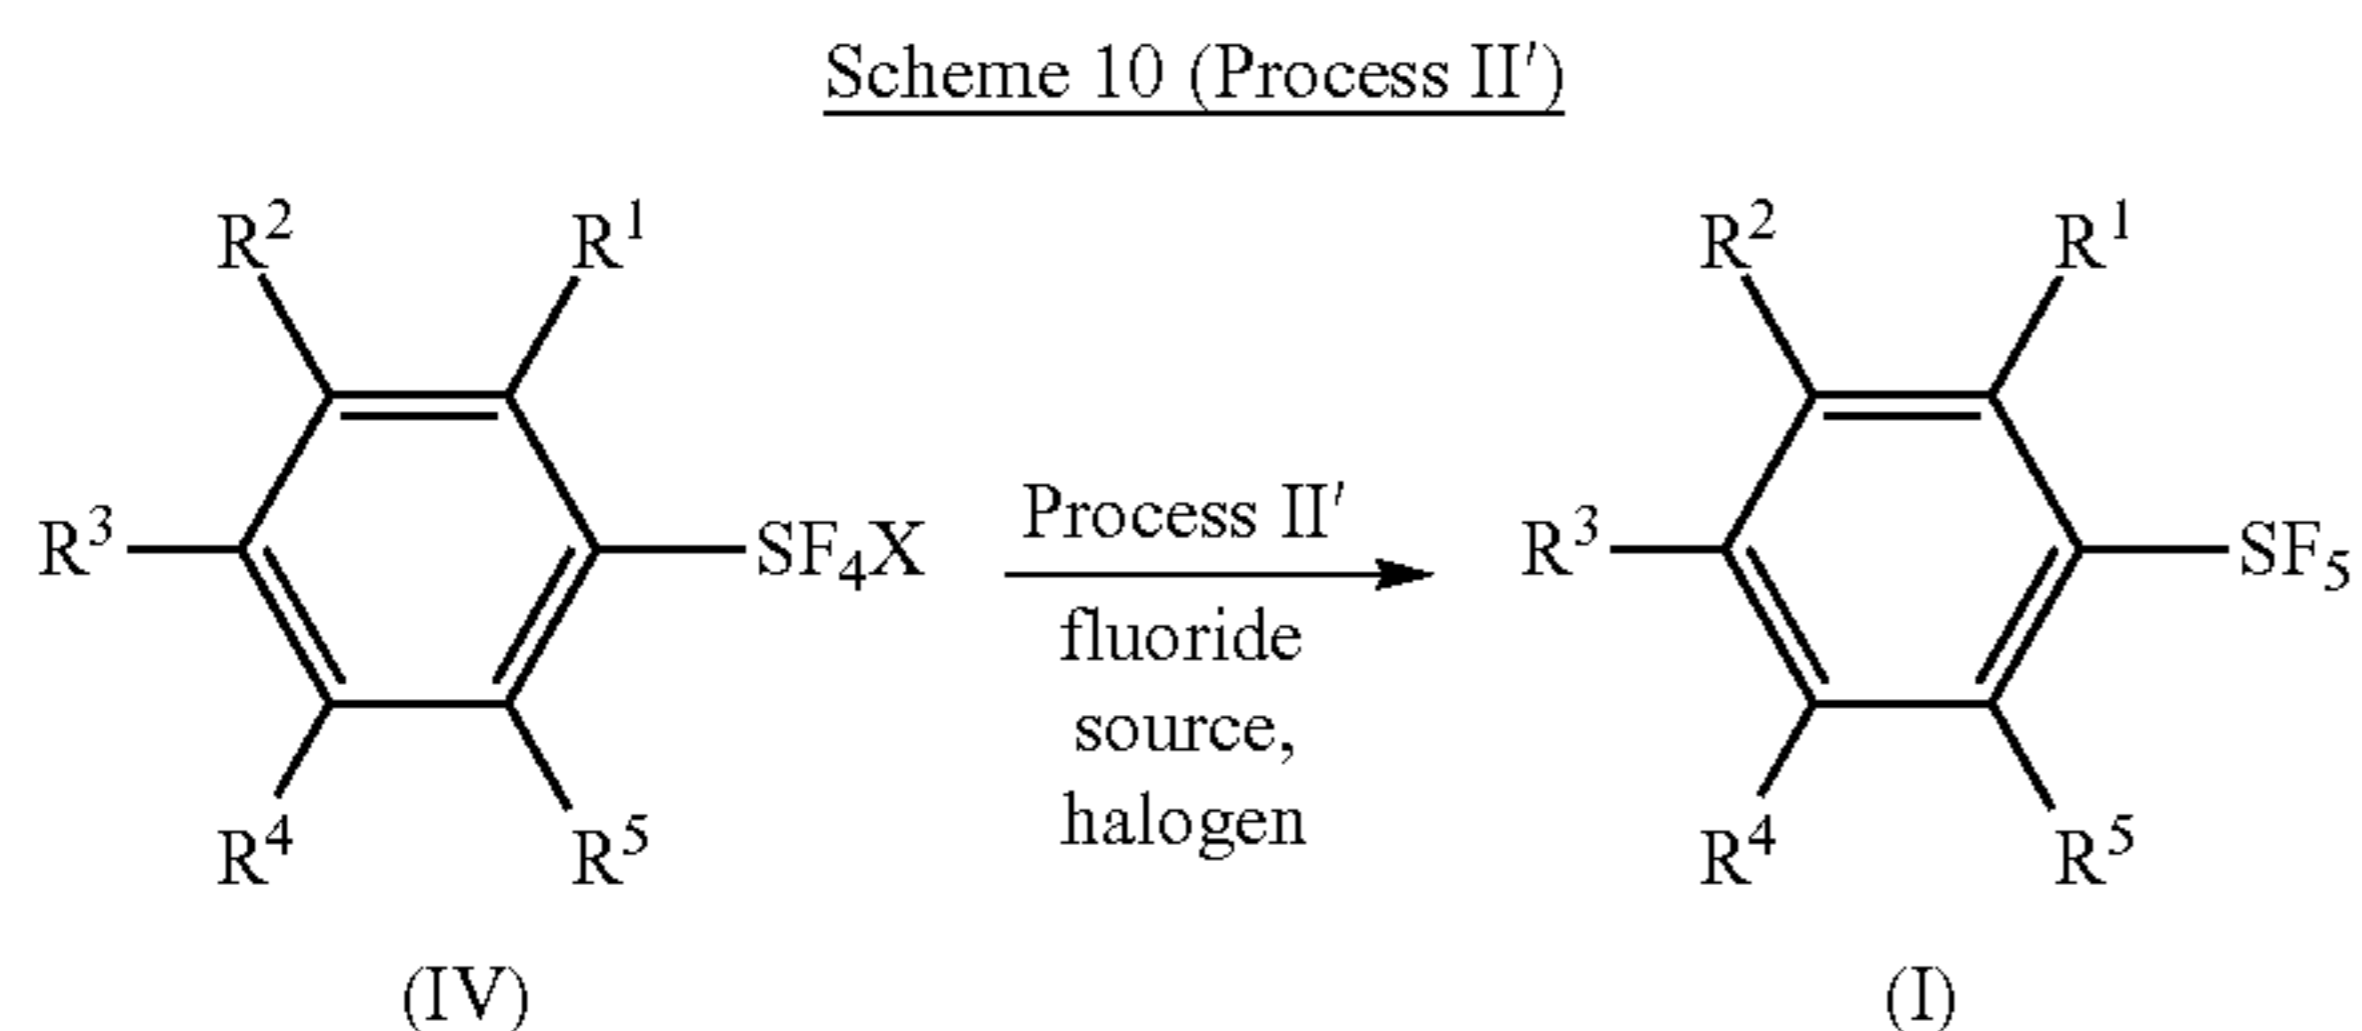 Scheme 10 (Process II′)
R² R¹ R² R¹
R³ SF₄X Process II′ R³ SF₅
fluoride
source,
halogen
R⁴ R⁵ R⁴ R⁵
(IV) (I)